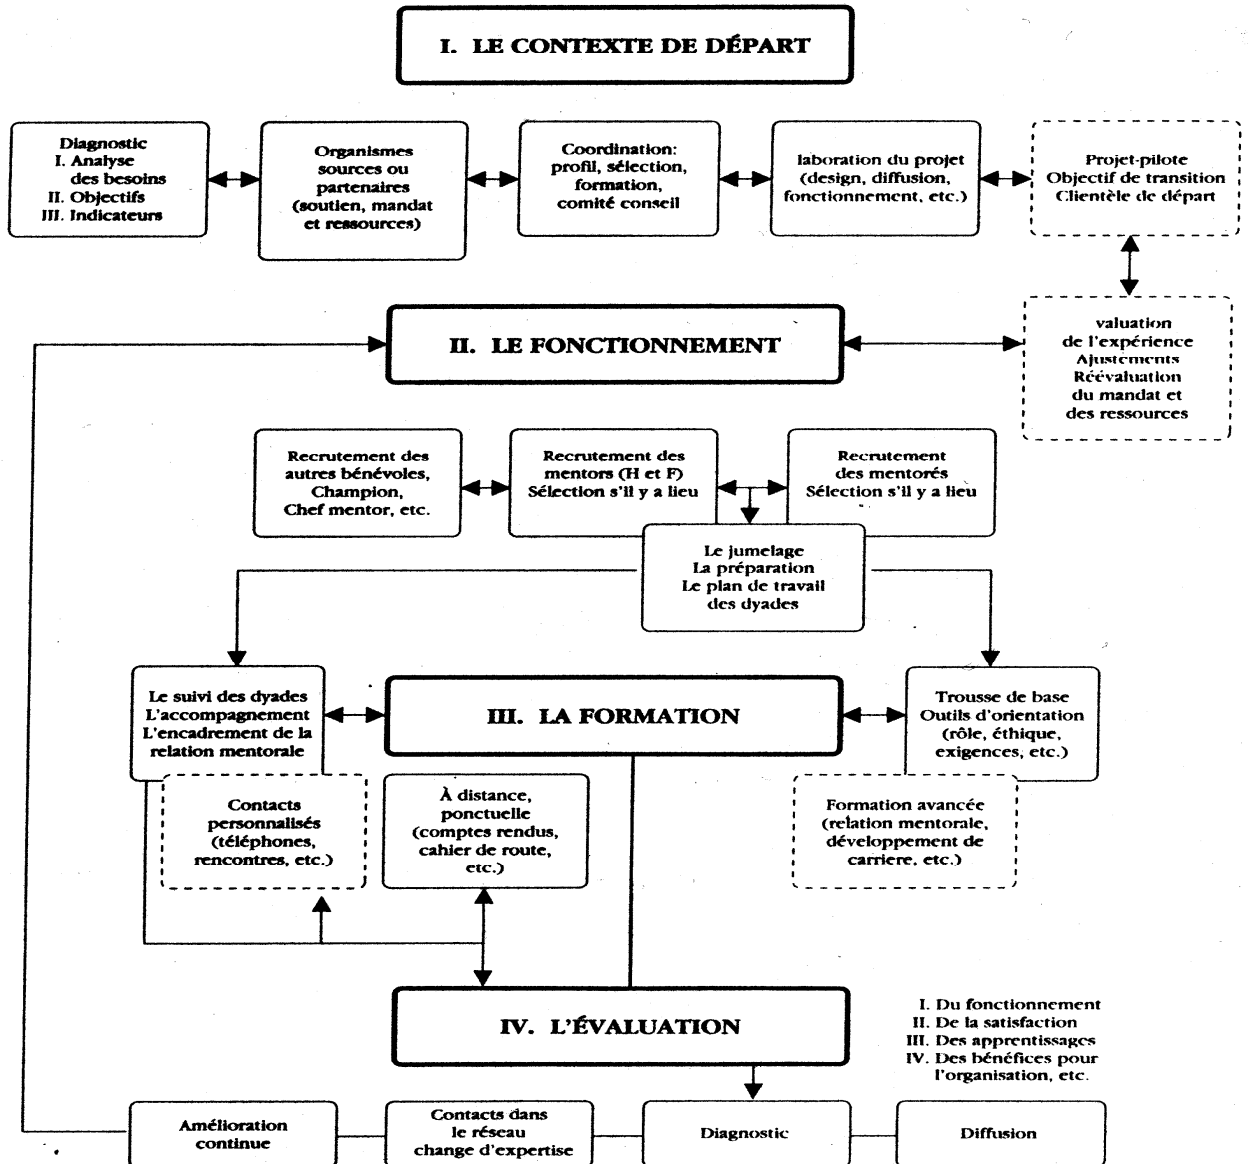 I. LE CONTEXTE DE DÉPART
Diagnostic
I. Analyse
des besoins
II. Objectifs
III. Indicateurs
Organismes
sources ou
partenaires
(soutien, mandat
et ressources)
Coordination:
profil, sélection,
formation,
comité conseil
laboration du projet
(design, diffusion,
fonctionnement, etc.)
Projet-pilote
Objectif de transition
Clientèle de départ
valuation
de l'expérience
Ajustements
Réévaluation
du mandat et
des ressources
II. LE FONCTIONNEMENT
Recrutement des
autres bénévoles,
Champion,
Chef mentor, etc.
Recrutement des
mentors (H et F)
Sélection s'il y a lieu
Recrutement
des mentorés
Sélection s'il y a lieu
Le jumelage
La préparation
Le plan de travail
des dyades
Le suivi des dyades
L'accompagnement
L'encadrement de la
relation mentorale
III. LA FORMATION
Trousse de base
Outils d'orientation
(rôle, éthique,
exigences, etc.)
Contacts
personnalisés
(téléphones,
rencontres, etc.)
À distance,
ponctuelle
(comptes rendus,
cahier de route,
etc.)
Formation avancée
(relation mentorale,
développement de
carriere, etc.)
IV. L'ÉVALUATION
I. Du fonctionnement
II. De la satisfaction
III. Des apprentissages
IV. Des bénéfices pour
l'organisation, etc.
Amélioration
continue
Contacts dans
le réseau
change d'expertise
Diagnostic
Diffusion